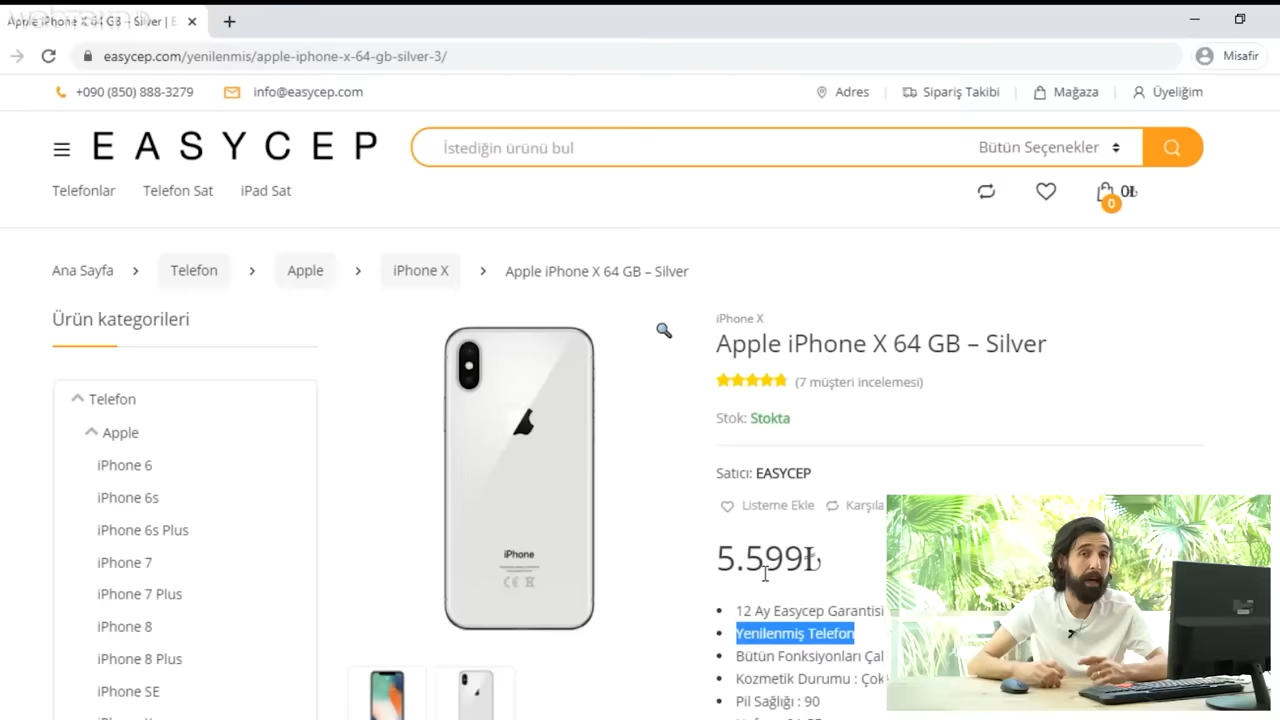 Apple iPhone X 64 GB – Silver | E
easycep.com/yenilenmis/apple-iphone-x-64-gb-silver-3/
Misafir
+090 (850) 888-3279
info@easycep.com
Adres
Sipariş Takibi
Mağaza
Üyeliğim
EASYCEP
İstediğin ürünü bul
Bütün Seçenekler
Telefonlar
Telefon Sat
iPad Sat
0₺
0
Ana Sayfa
Telefon
Apple
iPhone X
Apple iPhone X 64 GB – Silver
Ürün kategorileri
Telefon
Apple
iPhone 6
iPhone 6s
iPhone 6s Plus
iPhone 7
iPhone 7 Plus
iPhone 8
iPhone 8 Plus
iPhone SE
iPhone
iPhone X
Apple iPhone X 64 GB – Silver
(7 müşteri incelemesi)
Stok: Stokta
Satıcı: EASYCEP
Listeme Ekle
Karşıla
5.599₺
12 Ay Easycep Garantisi
Yenilenmiş Telefon
Bütün Fonksiyonları Çal
Kozmetik Durumu : Çok
Pil Sağlığı : 90